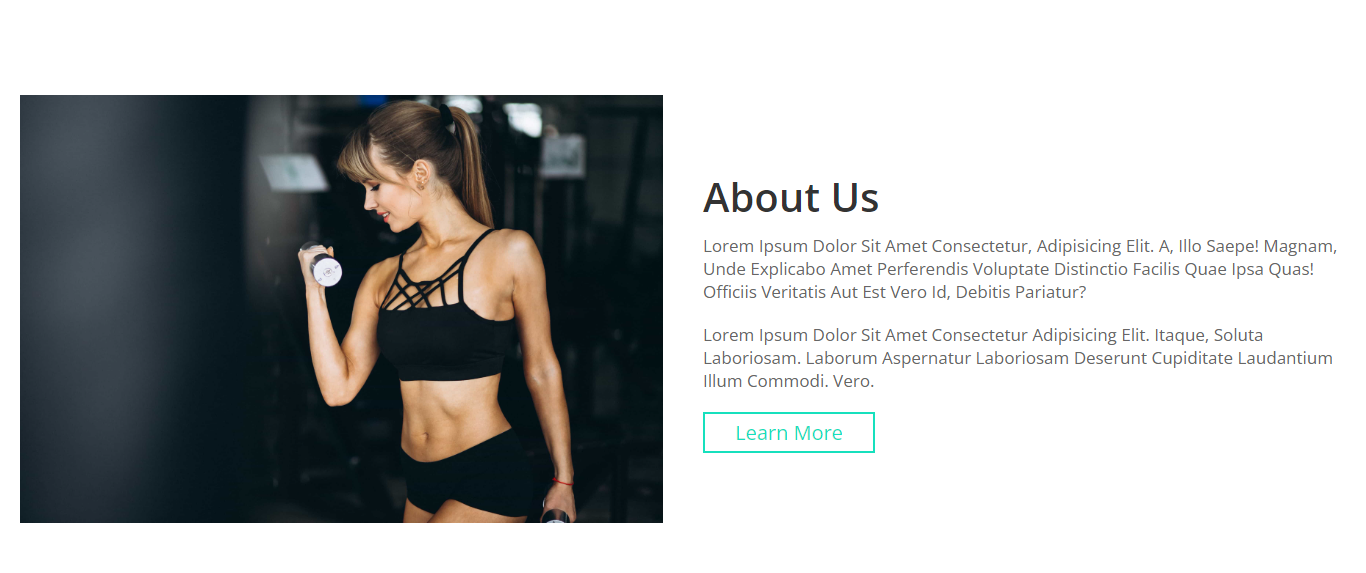 About Us
Lorem Ipsum Dolor Sit Amet Consectetur, Adipisicing Elit. A, Illo Saepe! Magnam,
Unde Explicabo Amet Perferendis Voluptate Distinctio Facilis Quae Ipsa Quas!
Officiis Veritatis Aut Est Vero Id, Debitis Pariatur?
Lorem Ipsum Dolor Sit Amet Consectetur Adipisicing Elit. Itaque, Soluta
Laboriosam. Laborum Aspernatur Laboriosam Deserunt Cupiditate Laudantium
Illum Commodi. Vero.
Learn More